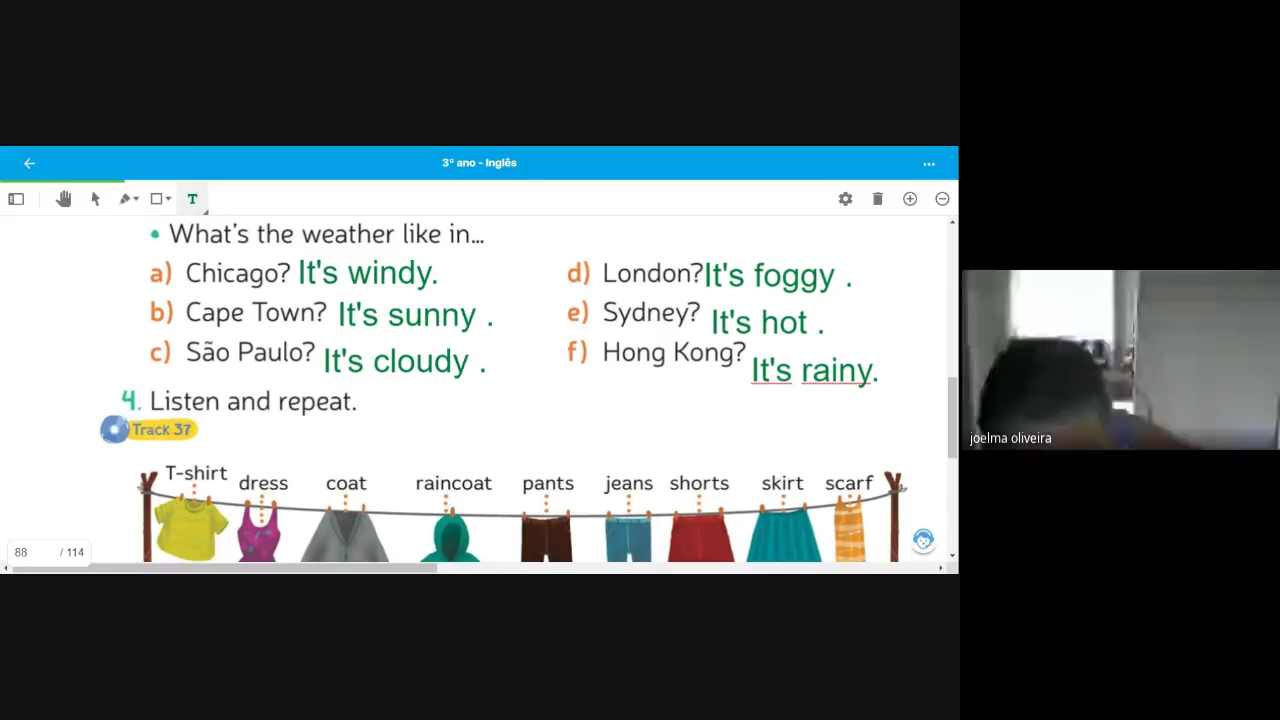 3º ano - Inglês
• What's the weather like in...
a) Chicago? It's windy.
d) London? It's foggy .
b) Cape Town? It's sunny .
e) Sydney? It's hot .
c) São Paulo? It's cloudy .
f) Hong Kong? It's rainy.
4. Listen and repeat.
Track 37
T-shirt dress coat raincoat pants jeans shorts skirt scarf
88 / 114
joelma oliveira